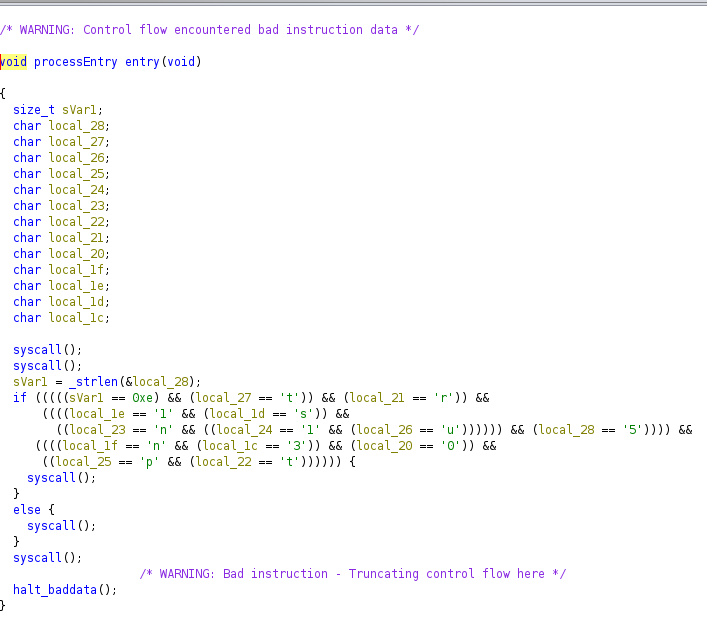 /* WARNING: Control flow encountered bad instruction data */
void processEntry entry(void)
{
size_t sVar1;
char local_28;
char local_27;
char local_26;
char local_25;
char local_24;
char local_23;
char local_22;
char local_21;
char local_20;
char local_1f;
char local_1e;
char local_1d;
char local_1c;
syscall();
syscall();
sVar1 = _strlen(&local_28);
if (((((sVar1 == 0xe) && (local_27 == 't')) && (local_21 == 'r')) &&
((((local_1e == 'l' && (local_1d == 's')) &&
((local_23 == 'n' && ((local_24 == 'l' && (local_26 == 'u')))))) && (local_28 == '5')))) &&
((((local_1f == 'n' && (local_1c == '3')) && (local_20 == '0')) &&
((local_25 == 'p' && (local_22 == 't')))))) {
syscall();
}
else {
syscall();
}
syscall();
/* WARNING: Bad instruction - Truncating control flow here */
halt_baddata();
}